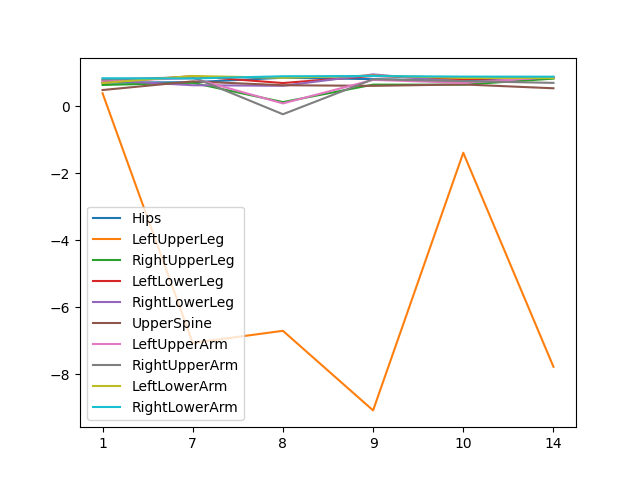 0
−2
−4
−6
−8
Hips
LeftUpperLeg
RightUpperLeg
LeftLowerLeg
RightLowerLeg
UpperSpine
LeftUpperArm
RightUpperArm
LeftLowerArm
RightLowerArm
1 7 8 9 10 14